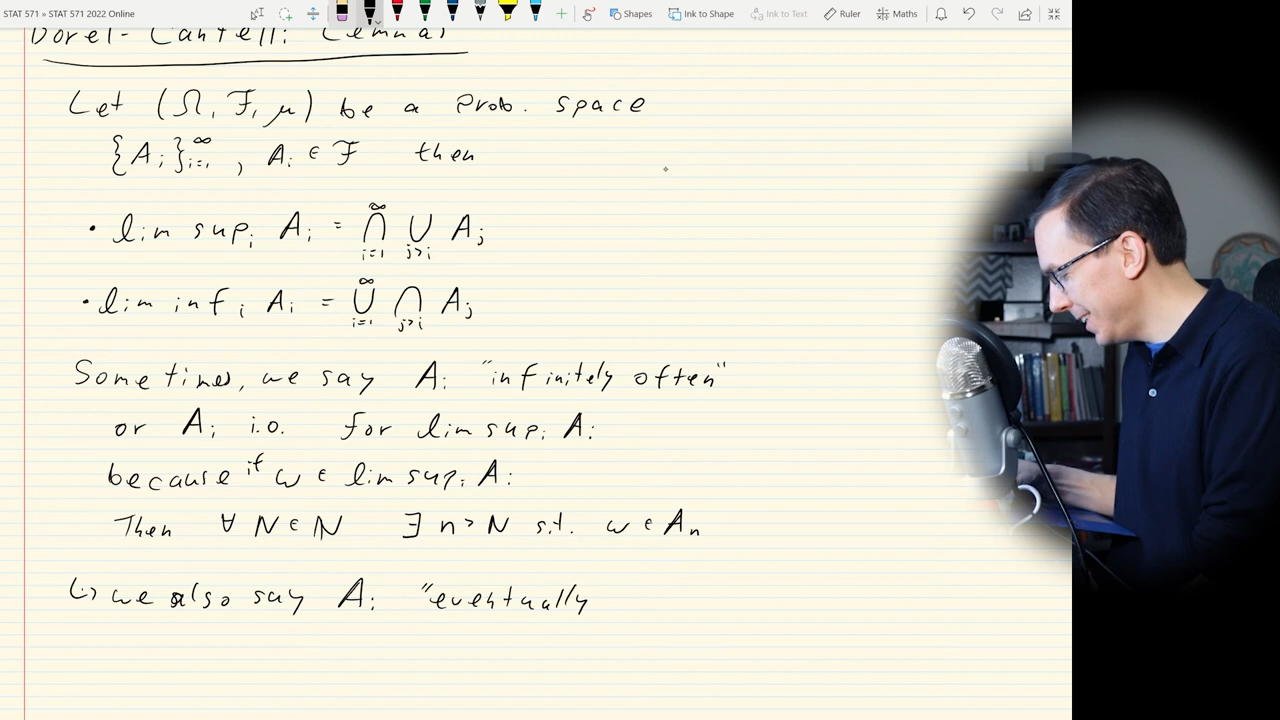 STAT 571 » STAT 571 2022 Online Shapes Ink to Shape Ink to Text Ruler Maths
Borel-Cantelli Lemmas
Let (Ω, F, μ) be a prob. space
{A_i}_{i=1}^∞ , A_i ∈ F then
• lim sup_i A_i = ⋂_{i=1}^∞ ⋃_{j>i} A_j
• lim inf_i A_i = ⋃_{i=1}^∞ ⋂_{j>i} A_j
Sometimes, we say A_i "infinitely often"
or A_i i.o. for lim sup_i A_i
because if ω ∈ lim sup_i A_i
Then ∀ N ∈ ℕ ∃ n > N s.t. ω ∈ A_n
↳ we also say A_i "eventually